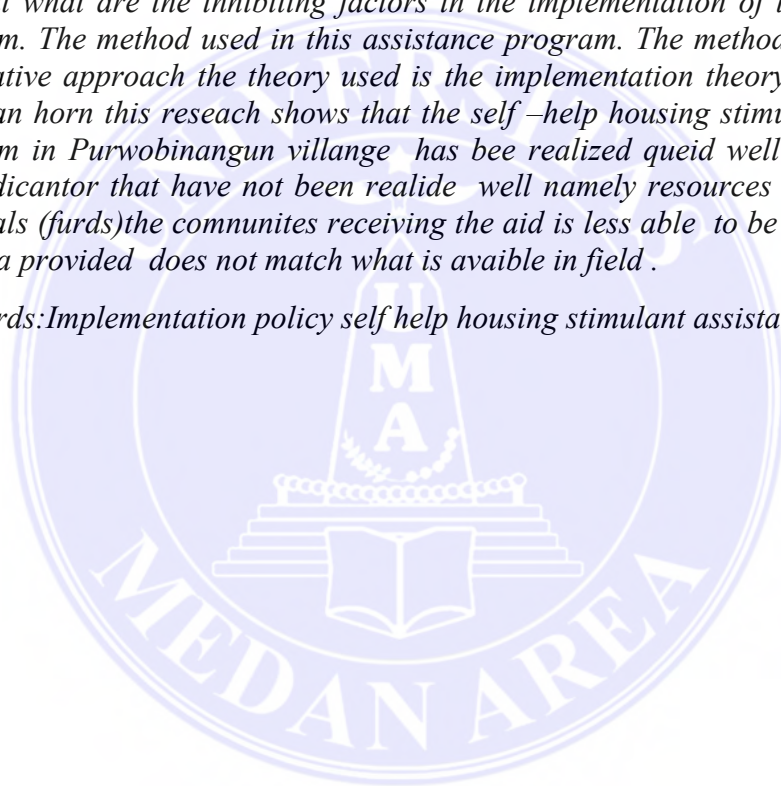 t what are the inhibiting factors in the implementation of t
m. The method used in this assistance program. The method
ative approach the theory used is the implementation theory
an horn this reseach shows that the self –help housing stimu
m in Purwobinangun villange has bee realized queid well
dicantor that have not been realide well namely resources
als (furds)the comnunites receiving the aid is less able to be
a provided does not match what is avaible in field .
rds:Implementation policy self help housing stimulant assista
UNIVERSITAS
U
M
A
MEDAN AREA